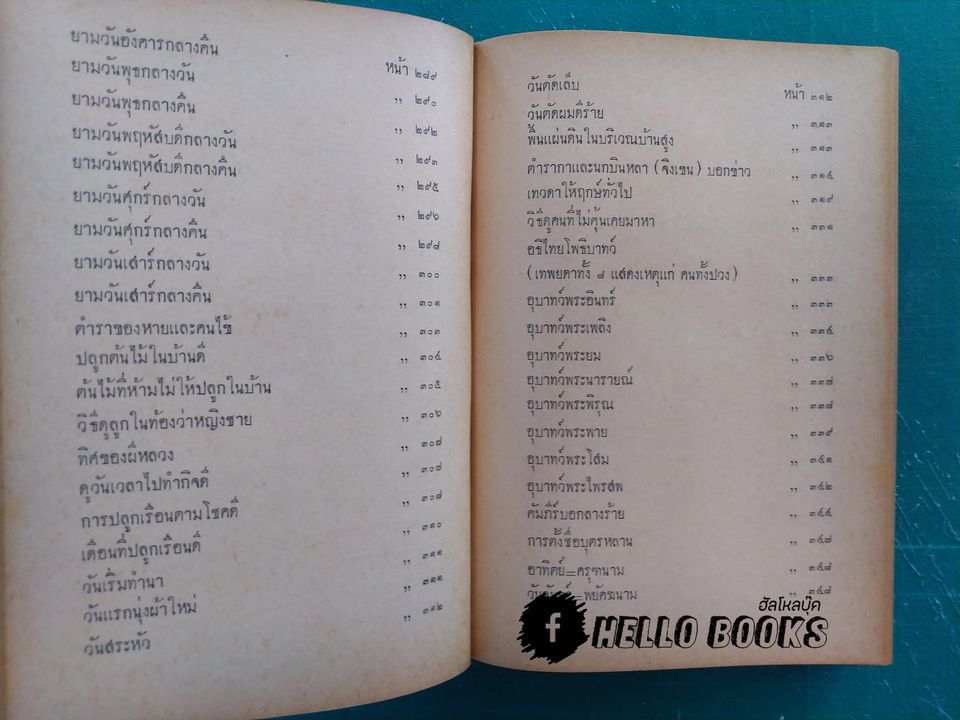 ยามวันอังคารกลางคืน หน้า ๒๘๙
ยามวันพุธกลางวัน ,, ๒๙๐
ยามวันพุธกลางคืน ,, ๒๙๒
ยามวันพฤหัสบดีกลางวัน ,, ๒๙๓
ยามวันพฤหัสบดีกลางคืน ,, ๒๙๕
ยามวันศุกร์กลางวัน ,, ๒๙๖
ยามวันศุกร์กลางคืน ,, ๒๙๘
ยามวันเสาร์กลางวัน ,, ๓๐๐
ยามวันเสาร์กลางคืน ,, ๓๐๑
ตำราของหายและคนไข้ ,, ๓๐๓
ปลูกต้นไม้ในบ้านดี ,, ๓๐๔
ต้นไม้ที่ห้ามไม่ให้ปลูกในบ้าน ,, ๓๐๕
วิธีดูลูกในท้องว่าหญิงชาย ,, ๓๐๖
ทิศของผีหลวง ,, ๓๐๗
ดูวันเวลาไปทำกิจดี ,, ๓๐๘
การปลูกเรือนตามโชคดี ,, ๓๐๘
เดือนที่ปลูกเรือนดี ,, ๓๑๐
วันเริ่มทำนา ,, ๓๑๑
วันแรกนุ่งผ้าใหม่ ,, ๓๑๑
วันสระหัว ,, ๓๑๒
วันตัดเล็บ หน้า ๓๑๒
วันตัดผมดีร้าย ,, ๓๑๓
พื้นแผ่นดินในบริเวณบ้านสูง ,, ๓๑๓
ตำรากาและนกบินหลา (จิงเขน) บอกข่าว ,, ๓๑๔
เทวดาให้ฤกษ์ทั่วไป ,, ๓๑๙
วิธีดูคนที่ไม่คุ้นเคยมาหา ,, ๓๓๑
อธิไทยโพธิบาทว์
(เทพยดาทั้ง ๘ แสดงเหตุแก่ คนทั้งปวง) ,, ๓๓๓
อุบาทว์พระอินทร์ ,, ๓๓๓
อุบาทว์พระเพลิง ,, ๓๓๔
อุบาทว์พระยม ,, ๓๓๖
อุบาทว์พระนารายณ์ ,, ๓๓๗
อุบาทว์พระพิรุณ ,, ๓๓๘
อุบาทว์พระพาย ,, ๓๓๙
อุบาทว์พระโสม ,, ๓๔๑
อุบาทว์พระไพรสพ ,, ๓๔๒
คัมภีร์บอกลางร้าย ,, ๓๔๕
การตั้งชื่อบุตรหลาน ,, ๓๔๗
อาทิตย์=ครุฑนาม ,, ๓๔๘
=พยัคฆนาม ,, ๓๔๘
ฮัลโหลบุ๊ค
f HELLO BOOKS